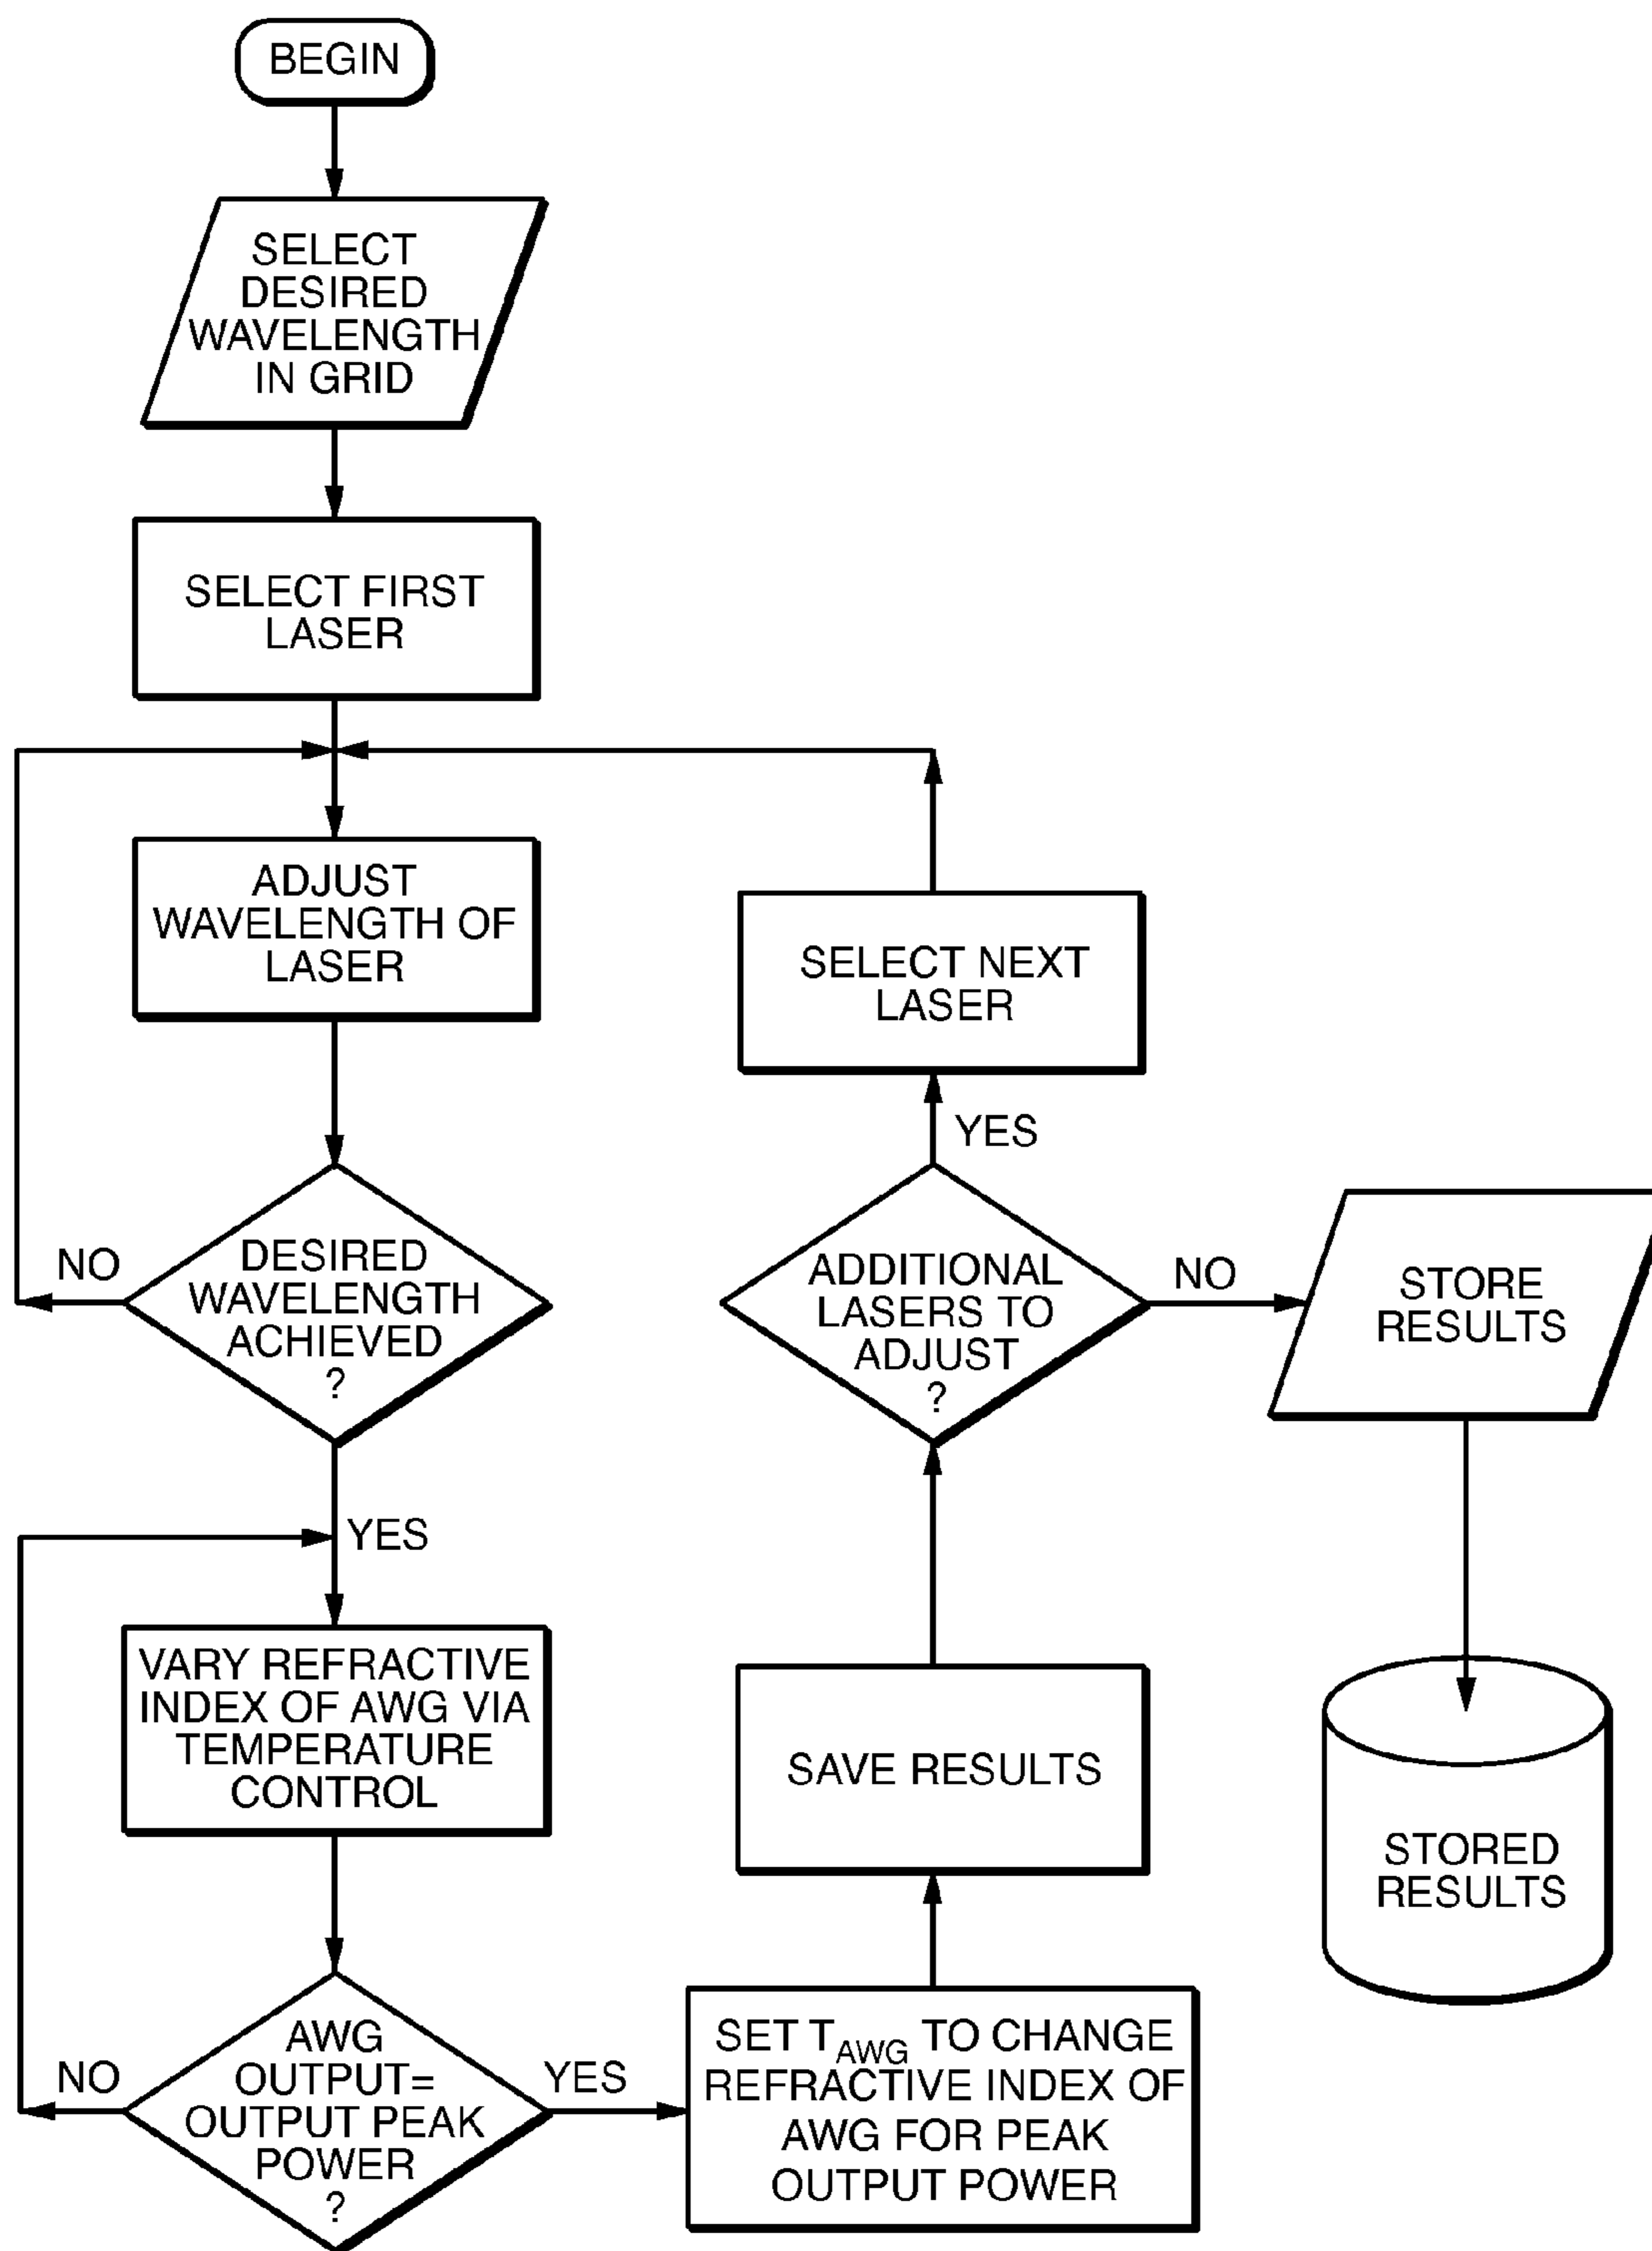 BEGIN
SELECT
DESIRED
WAVELENGTH
IN GRID
SELECT FIRST
LASER
ADJUST
WAVELENGTH OF
LASER
DESIRED
WAVELENGTH
ACHIEVED
?
NO
YES
VARY REFRACTIVE
INDEX OF AWG VIA
TEMPERATURE
CONTROL
AWG
OUTPUT=
OUTPUT PEAK
POWER
?
NO
YES
SET TAWG TO CHANGE
REFRACTIVE INDEX OF
AWG FOR PEAK
OUTPUT POWER
SAVE RESULTS
ADDITIONAL
LASERS TO
ADJUST
?
YES
SELECT NEXT
LASER
NO
STORE
RESULTS
STORED
RESULTS